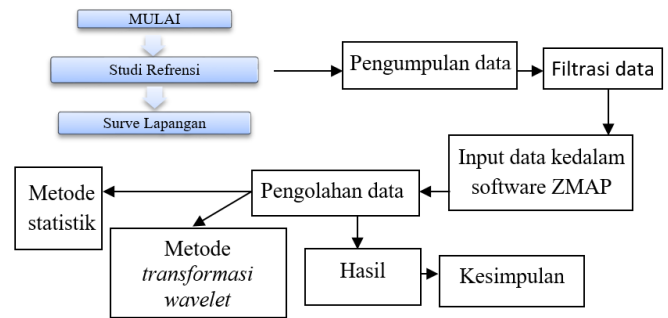 MULAI
Studi Refrensi
Surve Lapangan
Pengumpulan data
Filtrasi data
Input data kedalam
software ZMAP
Pengolahan data
Metode
statistik
Metode
transformasi
wavelet
Hasil
Kesimpulan